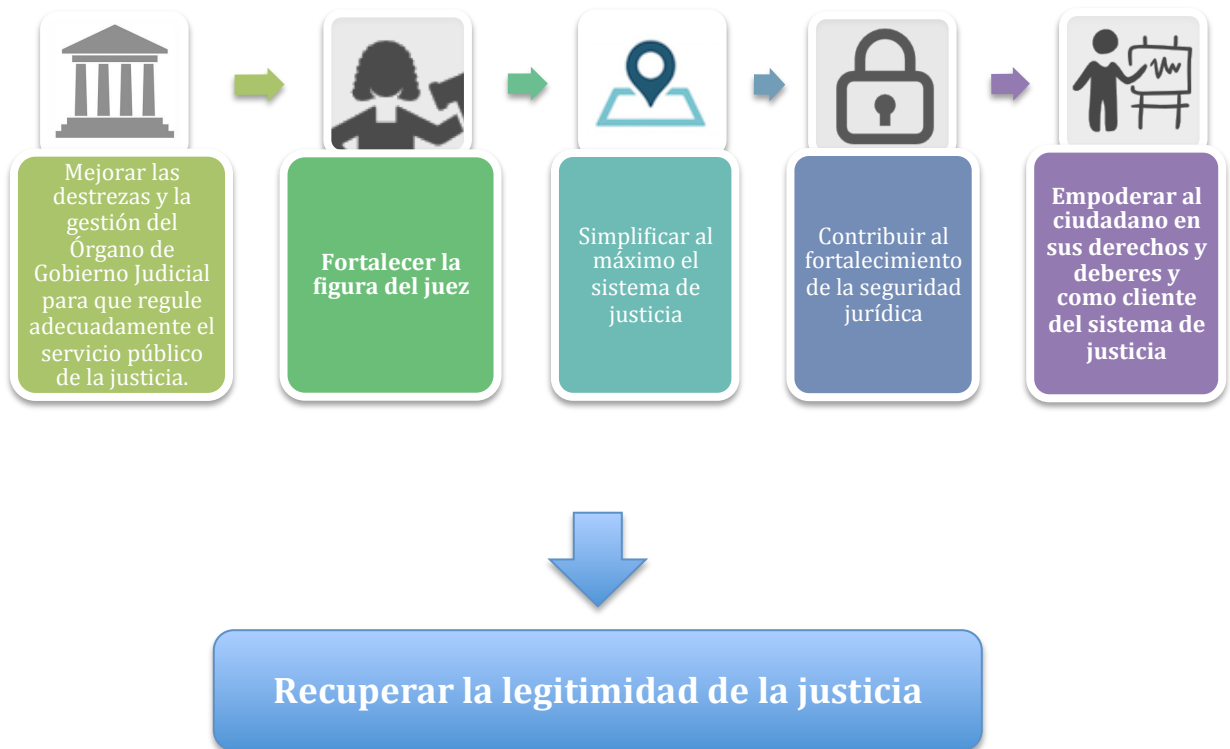 Mejorar las
destrezas y la
gestión del
Órgano de
Gobierno Judicial
para que regule
adecuadamente el
servicio público
de la justicia.
Fortalecer la
figura del juez
Simplificar al
máximo el
sistema de
justicia
Contribuir al
fortalecimiento
de la seguridad
jurídica
Empoderar al
ciudadano en
sus derechos y
deberes y
como cliente
del sistema de
justicia
Recuperar la legitimidad de la justicia